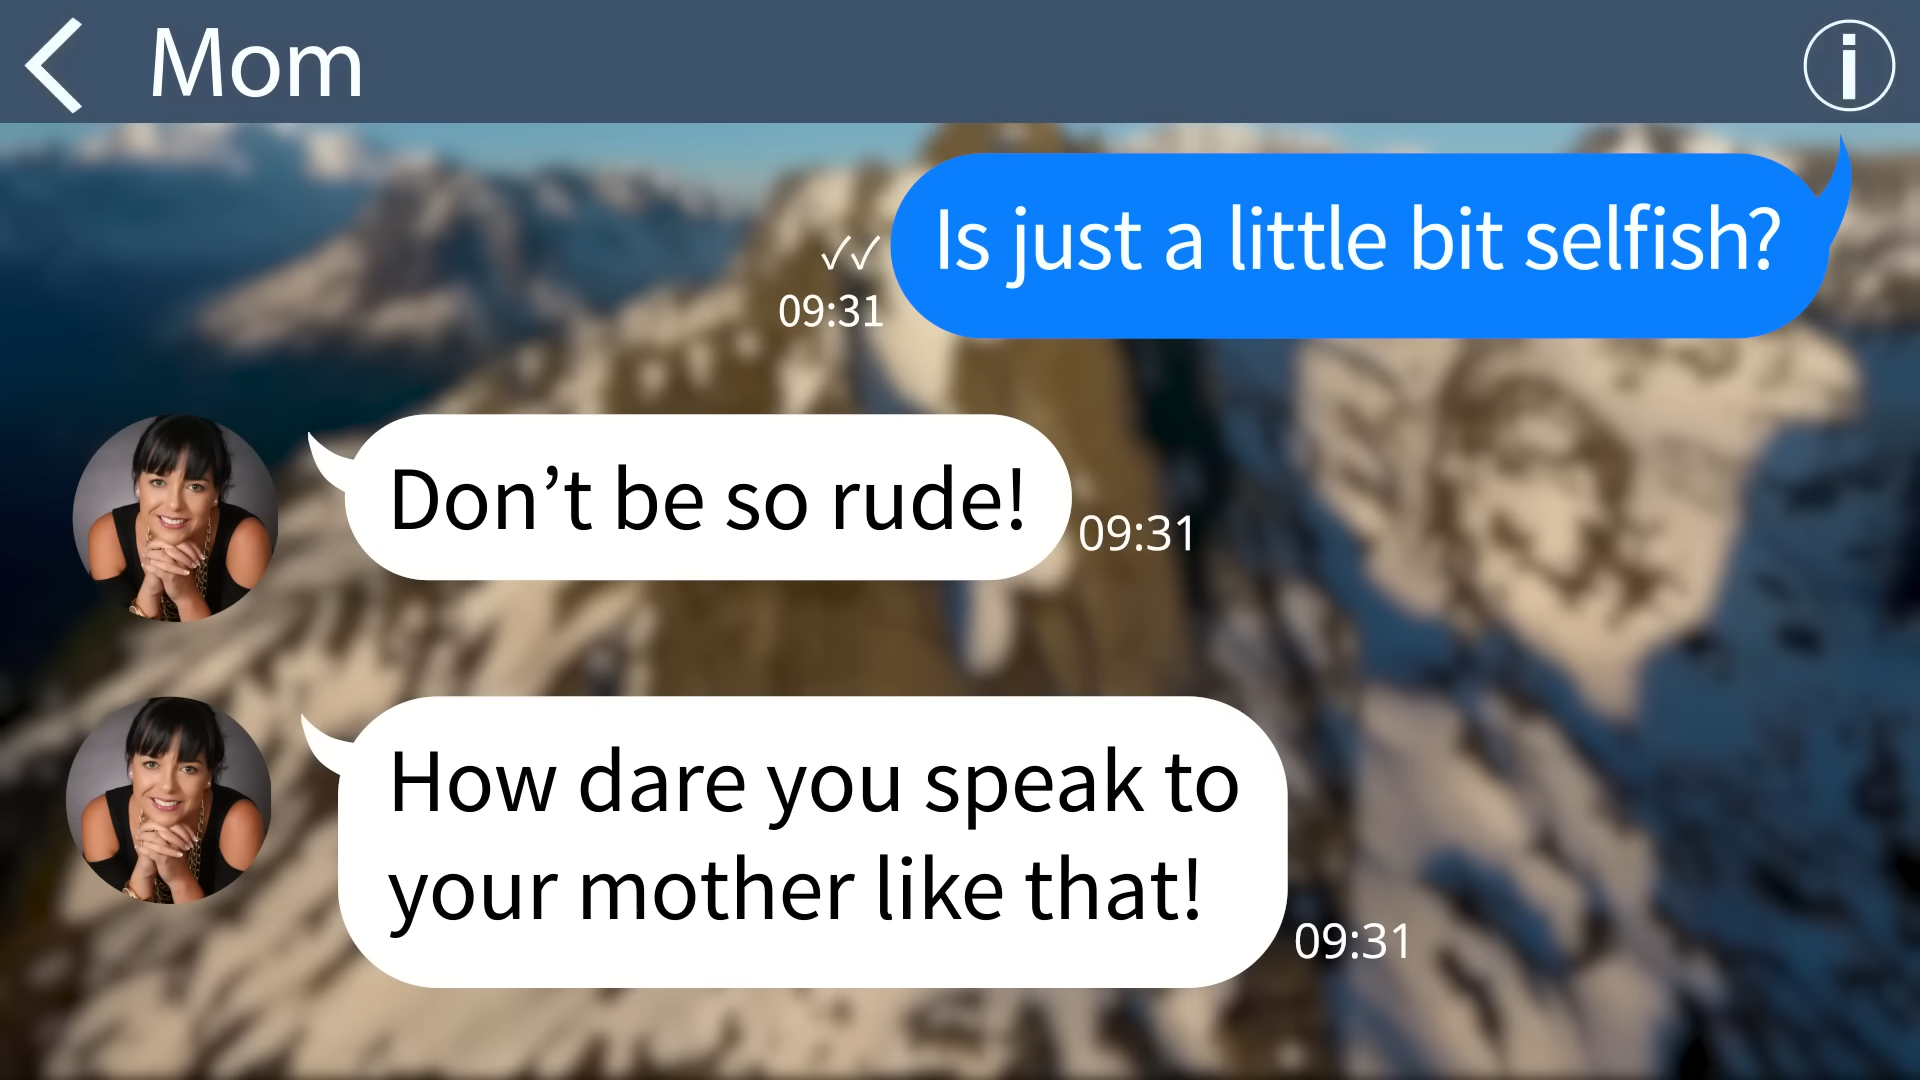 Mom
Is just a little bit selfish?
09:31
Don’t be so rude!
09:31
How dare you speak to
your mother like that!
09:31